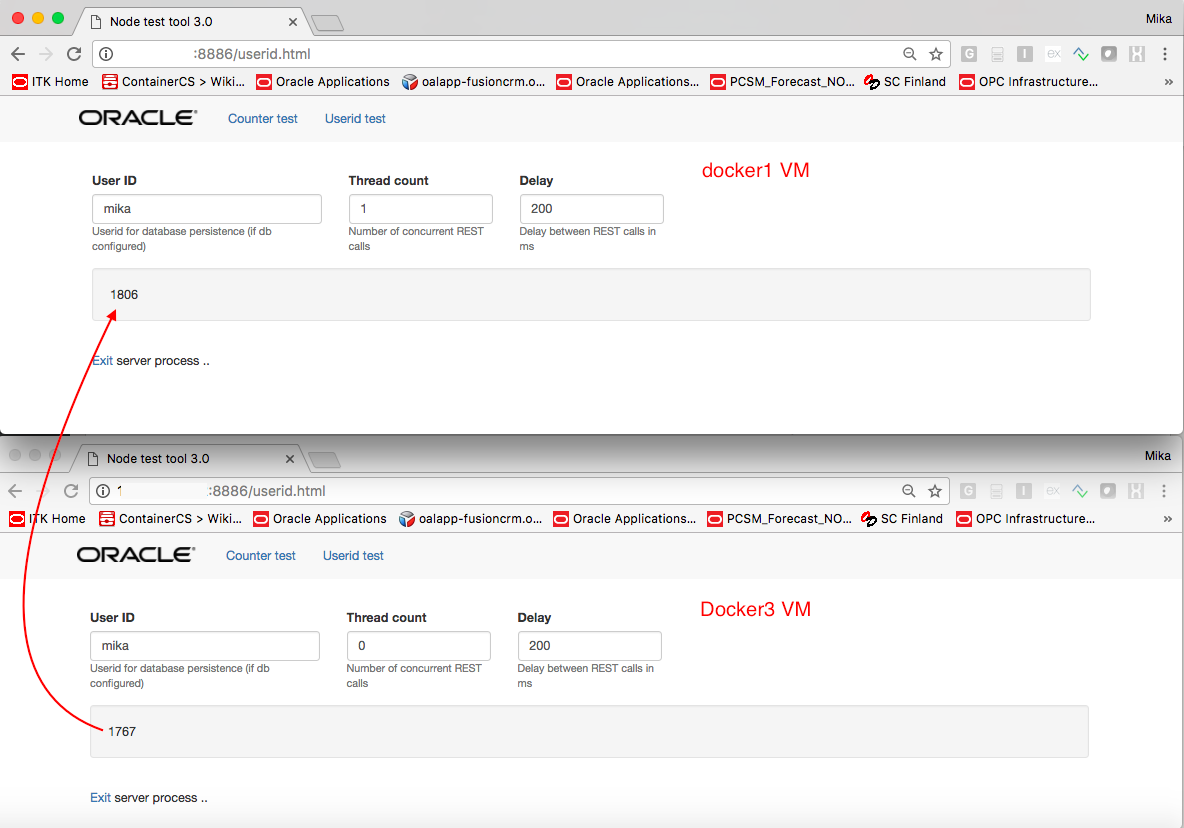 Node test tool 3.0
Mika
:8886/userid.html
ITK Home ContainerCS > Wiki... Oracle Applications oalapp-fusioncrm.o... Oracle Applications... PCSM_Forecast_NO... SC Finland OPC Infrastructure... »
ORACLE Counter test Userid test
docker1 VM
User ID Thread count Delay
mika 1 200
Userid for database persistence (if db Number of concurrent REST Delay between REST calls in
configured) calls ms
1806
Exit server process ..
Node test tool 3.0
Mika
1 :8886/userid.html
ITK Home ContainerCS > Wiki... Oracle Applications oalapp-fusioncrm.o... Oracle Applications... PCSM_Forecast_NO... SC Finland OPC Infrastructure... »
ORACLE Counter test Userid test
Docker3 VM
User ID Thread count Delay
mika 0 200
Userid for database persistence (if db Number of concurrent REST Delay between REST calls in
configured) calls ms
1767
Exit server process ..